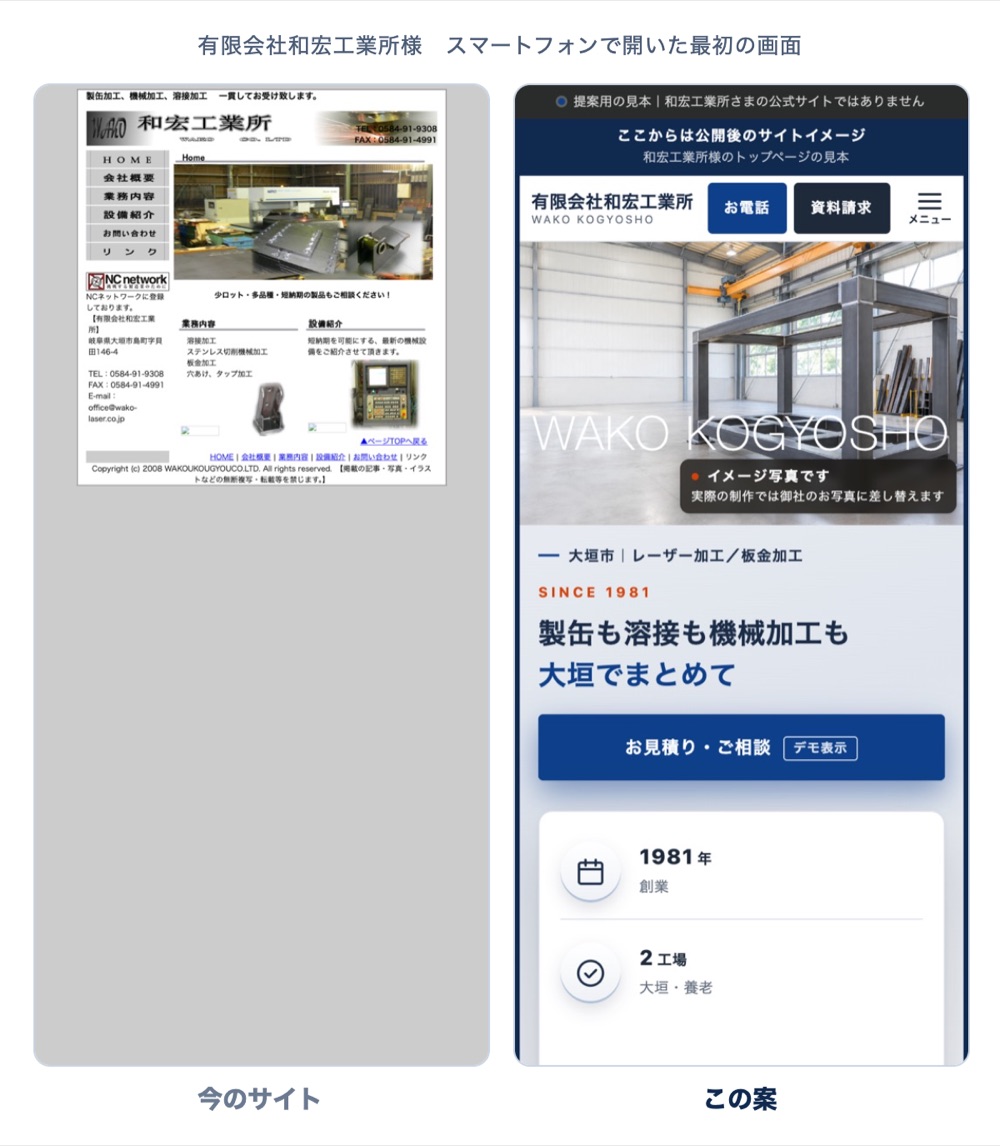 有限会社和宏工業所様　スマートフォンで開いた最初の画面
製缶加工、機械加工、溶接加工　一貫してお受け致します。
WAKO 和宏工業所
WAKO CO. LTD
TEL：0584-91-9308
FAX：0584-91-4991
HOME
会社概要
業務内容
設備紹介
お問い合わせ
リンク
NC network
NCネットワークに登録
しております。
【有限会社和宏工業
所】
岐阜県大垣市島町字貝
田146-4
TEL：0584-91-9308
FAX：0584-91-4991
E-mail：
office@wako-
laser.co.jp
Home
少ロット・多品種・短納期の製品もご相談ください！
業務内容
溶接加工
ステンレス切削機械加工
板金加工
穴あけ、タップ加工
設備紹介
短納期を可能にする、最新の機械設
備をご紹介させて頂きます。
▲ページTOPへ戻る
HOME | 会社概要 | 業務内容 | 設備紹介 | お問い合わせ | リンク
Copyright (c) 2008 WAKOUKOUGYOUCO.LTD. All rights reserved. 【掲載の記事・写真・イラス
トなどの無断複写・転載等を禁じます。】
今のサイト
提案用の見本｜和宏工業所さまの公式サイトではありません
ここからは公開後のサイトイメージ
和宏工業所様のトップページの見本
有限会社和宏工業所
WAKO KOGYOSHO
お電話
資料請求
メニュー
WAKO KOGYOSHO
イメージ写真です
実際の制作では御社のお写真に差し替えます
大垣市｜レーザー加工／板金加工
SINCE 1981
製缶も溶接も機械加工も
大垣でまとめて
お見積り・ご相談 デモ表示
1981年
創業
2工場
大垣・養老
この案